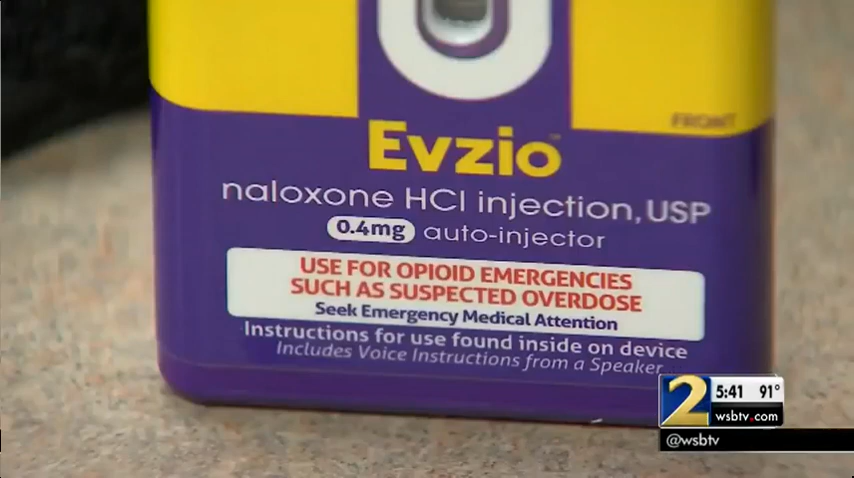 FRONT
Evzio™
naloxone HCl injection, USP
0.4mg auto-injector
USE FOR OPIOID EMERGENCIES
SUCH AS SUSPECTED OVERDOSE
Seek Emergency Medical Attention
Instructions for use found inside on device
Includes Voice Instructions from a Speaker
2 5:41 91°
wsbtv.com
@wsbtv